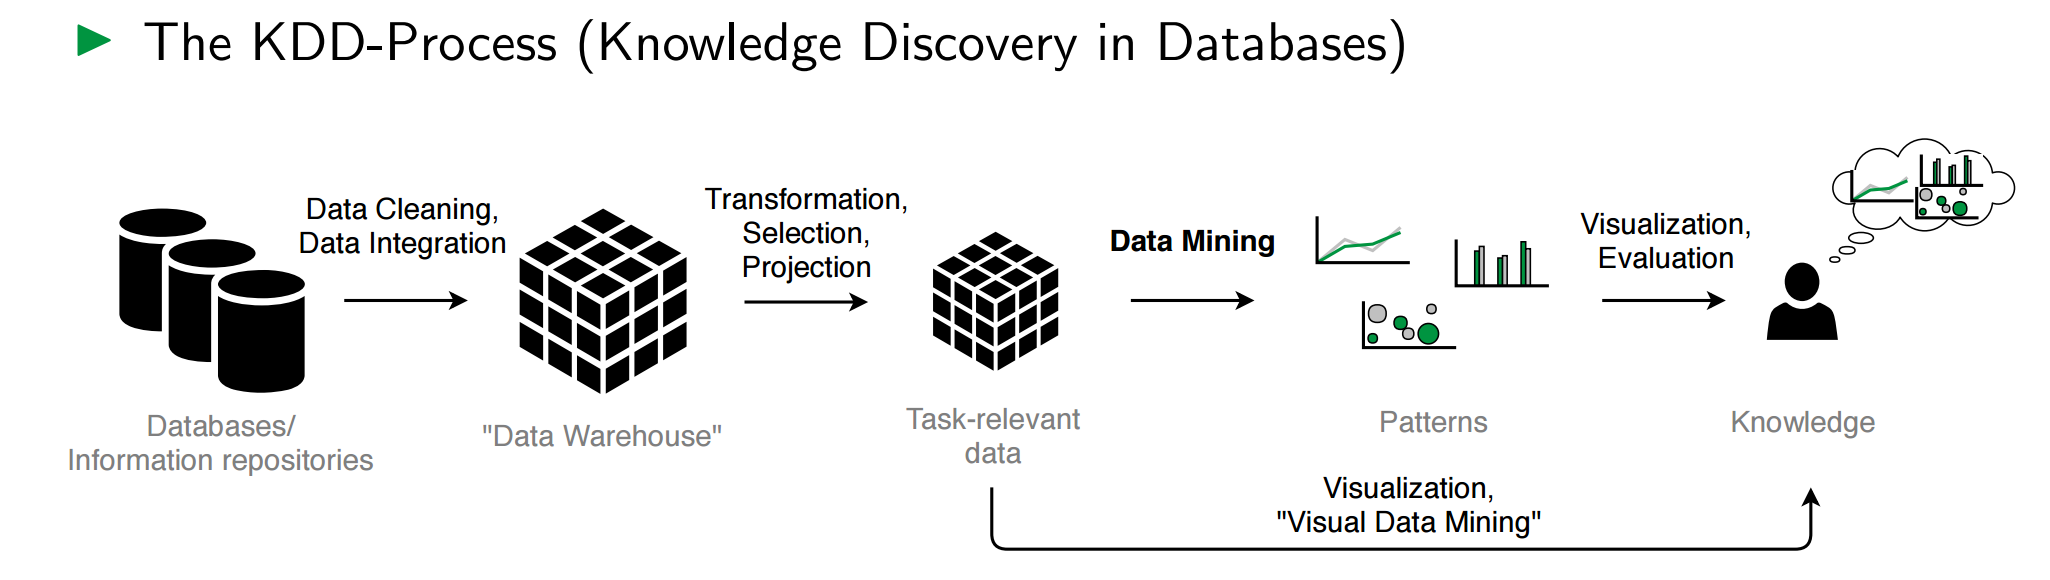 The KDD-Process (Knowledge Discovery in Databases)
Data Cleaning,
Data Integration
Transformation,
Selection,
Projection
Data Mining
Visualization,
Evaluation
Databases/
Information repositories
"Data Warehouse"
Task-relevant
data
Patterns
Knowledge
Visualization,
"Visual Data Mining"